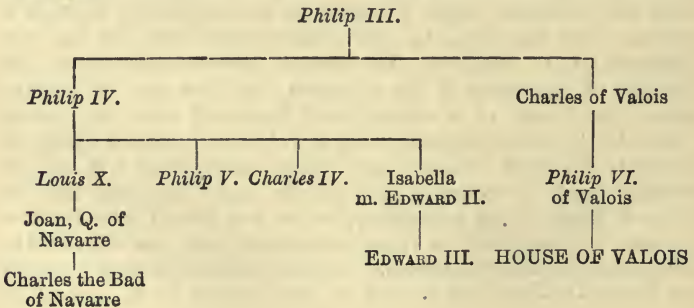 Philip III.
Philip IV.
Charles of Valois
Louis X.
Philip V.
Charles IV.
Isabella
m. EDWARD II.
Philip VI.
of Valois
Joan, Q. of
Navarre
EDWARD III.
HOUSE OF VALOIS
Charles the Bad
of Navarre